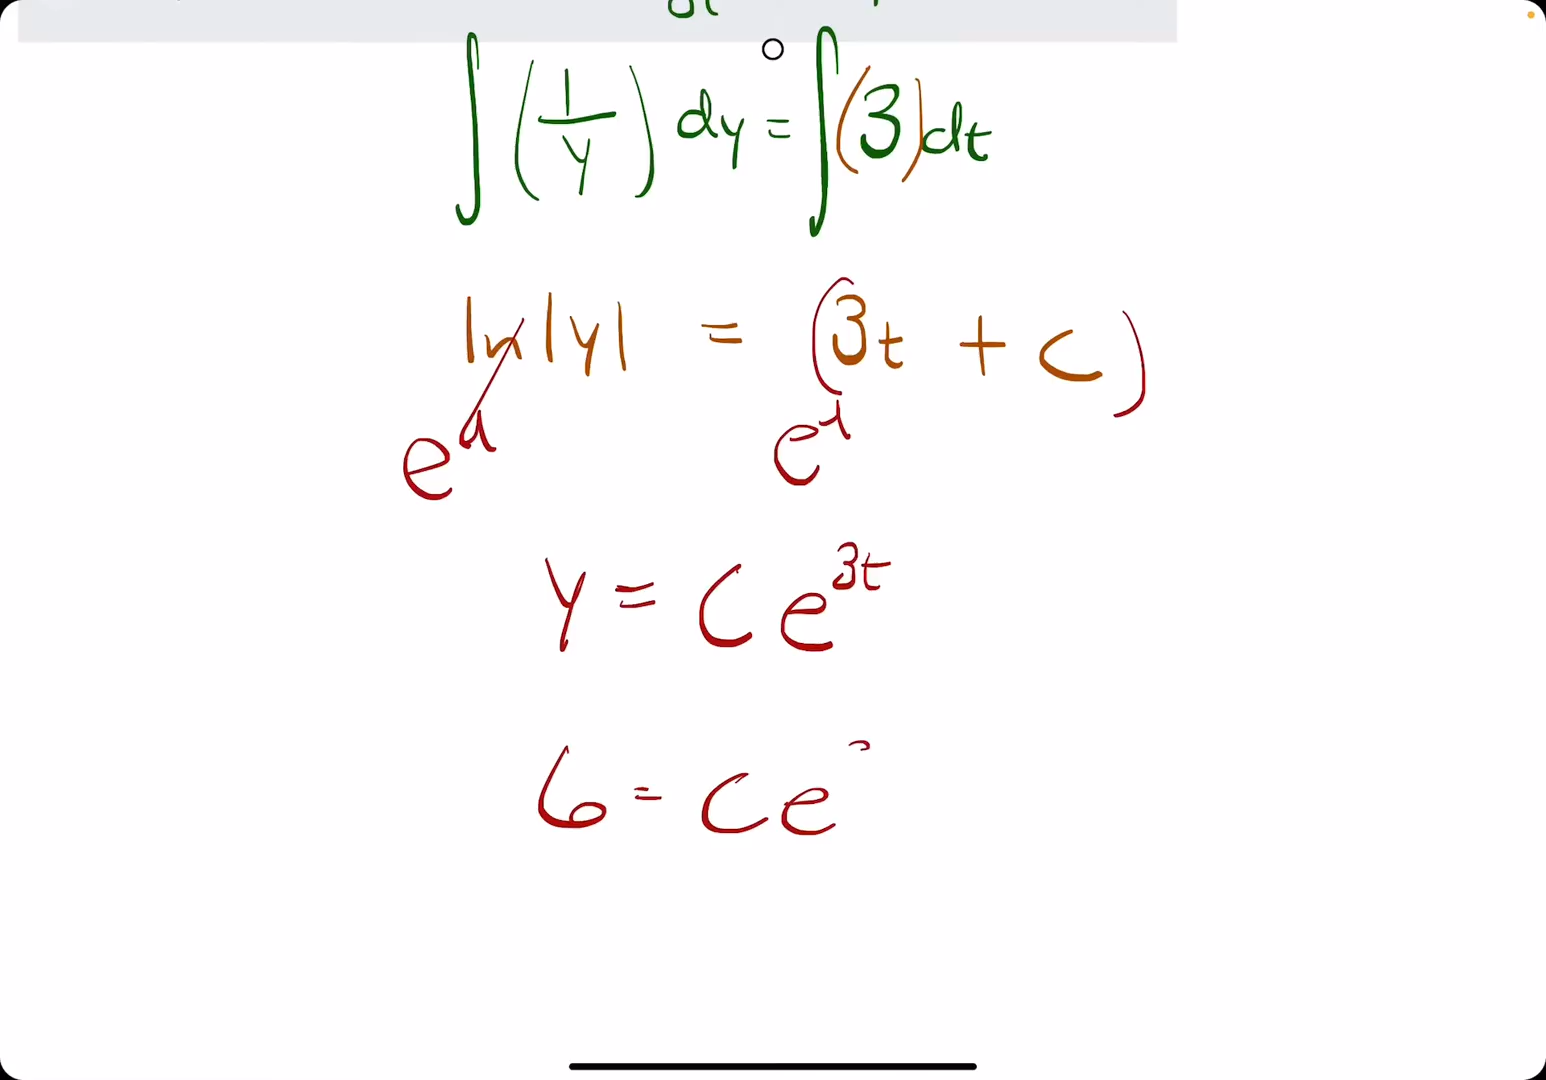 ∫(1/y) dy = ∫(3)dt
ln|y| = (3t + c)
e e
y = Ce^3t
6 = Ce